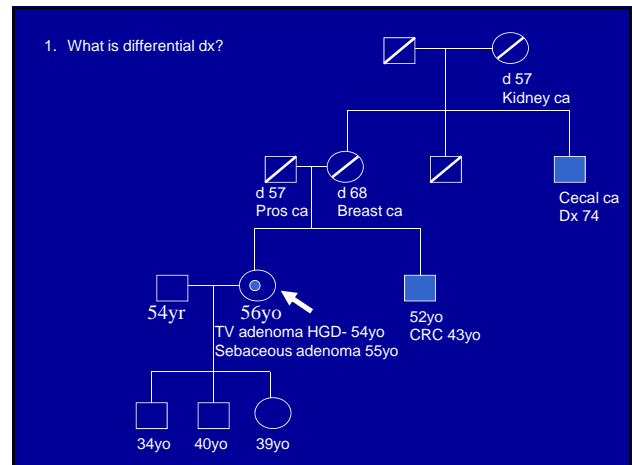 1. What is differential dx?
d 57
Kidney ca
d 57
Pros ca
d 68
Breast ca
Cecal ca
Dx 74
54yr
56yo
TV adenoma HGD- 54yo
Sebaceous adenoma 55yo
52yo
CRC 43yo
34yo
40yo
39yo